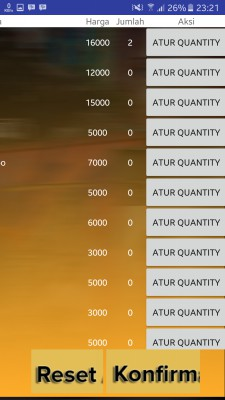 26% 23:21
Harga Jumlah Aksi
16000 2 ATUR QUANTITY
12000 0 ATUR QUANTITY
15000 0 ATUR QUANTITY
5000 0 ATUR QUANTITY
o 7000 0 ATUR QUANTITY
5000 0 ATUR QUANTITY
6000 0 ATUR QUANTITY
3000 0 ATUR QUANTITY
5000 0 ATUR QUANTITY
3000 0 ATUR QUANTITY
5000 0 ATUR QUANTITY
Reset Konfirma